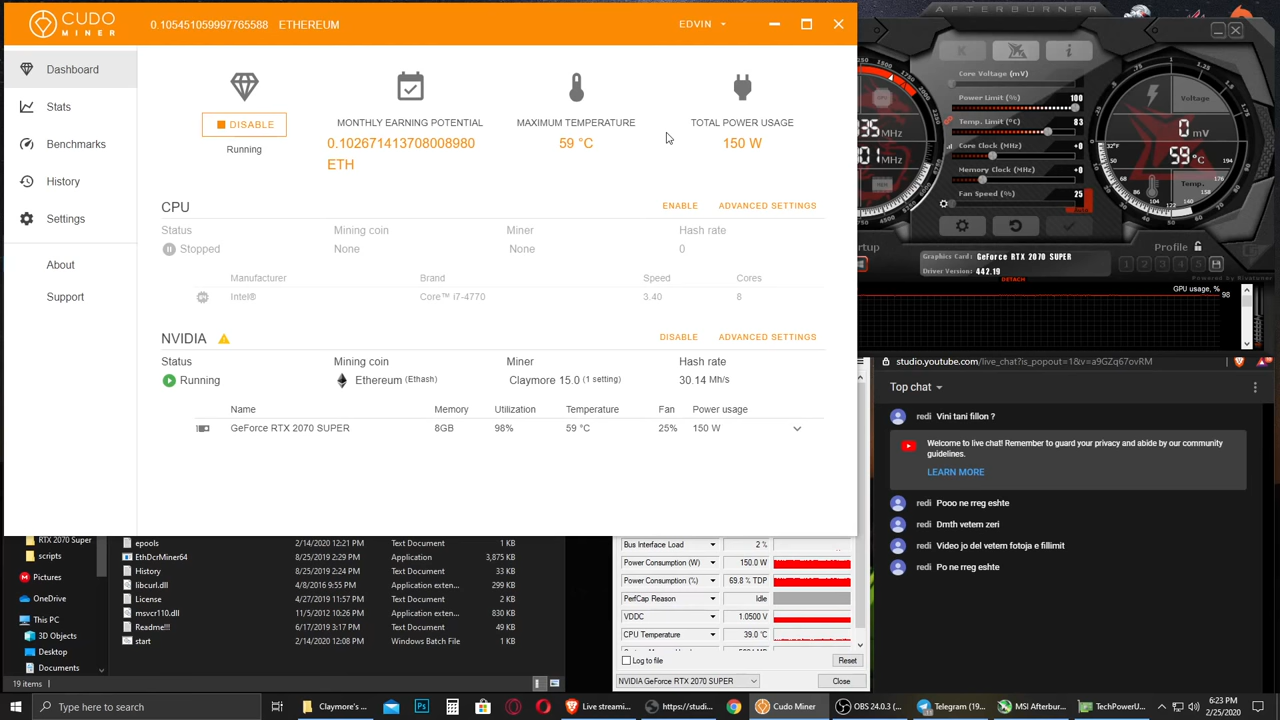 CUDO MINER
0.105451059997765588 ETHEREUM
EDVIN
Dashboard
Stats
Benchmarks
History
Settings
About
Support
DISABLE
Running
MONTHLY EARNING POTENTIAL
0.102671413708008980
ETH
MAXIMUM TEMPERATURE
59 °C
TOTAL POWER USAGE
150 W
CPU
ENABLE ADVANCED SETTINGS
Status Mining coin Miner Hash rate
Stopped None None 0
Manufacturer Brand Speed Cores
Intel® Core™ i7-4770 3.40 8
NVIDIA
DISABLE ADVANCED SETTINGS
Status Mining coin Miner Hash rate
Running Ethereum (Ethash) Claymore 15.0 (1 setting) 30.14 Mh/s
Name Memory Utilization Temperature Fan Power usage
GeForce RTX 2070 SUPER 8GB 98% 59 °C 25% 150 W
AFTERBURNER
Core Voltage (mV)
Power Limit (%) 100
Temp. Limit (°C) 83
Core Clock (MHz) +0
Memory Clock (MHz) +0
Fan Speed (%) 25
Voltage
0 mV
59 °C
Temp.
MHz
MHz
Profile
1 2 3 4 5
Graphics Card: GeForce RTX 2070 SUPER
Driver Version: 442.19
DETACH
Powered by Rivatuner
GPU usage, %
98
studio.youtube.com/live_chat?is_popout=1&v=a9GZq67ovRM
Top chat
redi Vini tani fillon ?
Welcome to live chat! Remember to guard your privacy and abide by our community
guidelines.
LEARN MORE
redi Pooo ne rreg eshte
redi Dmth vetem zeri
redi Video jo del vetem fotoja e fillimit
redi Po ne rreg eshte
RTX 2070 Super
scripts
Pictures
OneDrive
This PC
3D Objects
Desktop
Documents
epools 2/14/2020 12:21 PM Text Document 1 KB
EthDcrMiner64 8/25/2019 2:29 PM Application 3,875 KB
History 8/25/2019 2:24 PM Text Document 33 KB
libcurl.dll 4/8/2016 9:55 PM Application exten... 299 KB
License 4/27/2019 11:57 PM Text Document 2 KB
msvcr110.dll 11/5/2012 10:26 PM Application exten... 830 KB
Readme!!! 6/17/2019 3:17 PM Text Document 49 KB
start 2/14/2020 12:08 PM Windows Batch File 1 KB
19 items
Bus Interface Load 2 %
Power Consumption (W) 150.0 W
Power Consumption (%) 69.8 % TDP
PerfCap Reason Idle
VDDC 1.0500 V
CPU Temperature 39.0 °C
Log to file
Reset
NVIDIA GeForce RTX 2070 SUPER
Close
Type here to search
Claymore's ...
Live streami...
https://studi...
Cudo Miner
OBS 24.0.3 (...
Telegram (19...
MSI Afterbur...
TechPowerU...
6:23 PM
2/25/2020